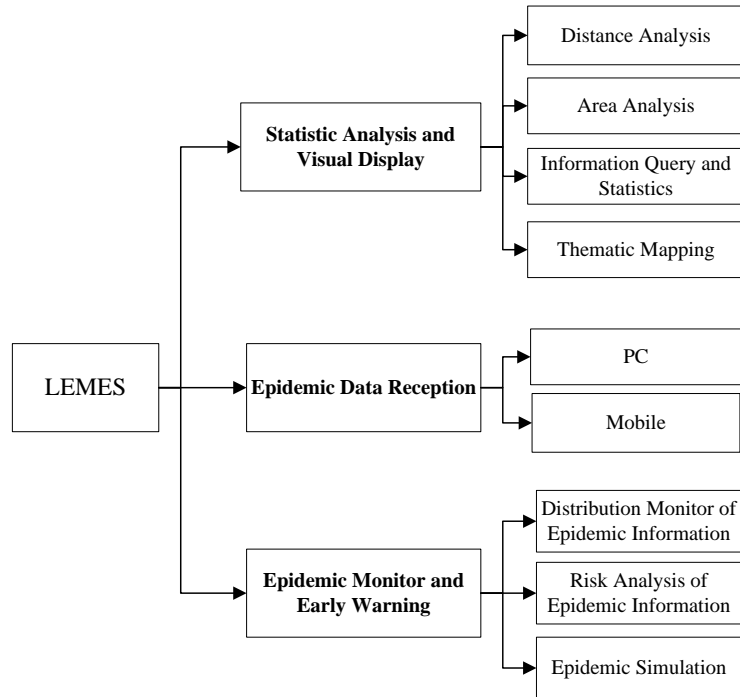 LEMES
Statistic Analysis and
Visual Display
Distance Analysis
Area Analysis
Information Query and
Statistics
Thematic Mapping
Epidemic Data Reception
PC
Mobile
Epidemic Monitor and
Early Warning
Distribution Monitor of
Epidemic Information
Risk Analysis of
Epidemic Information
Epidemic Simulation